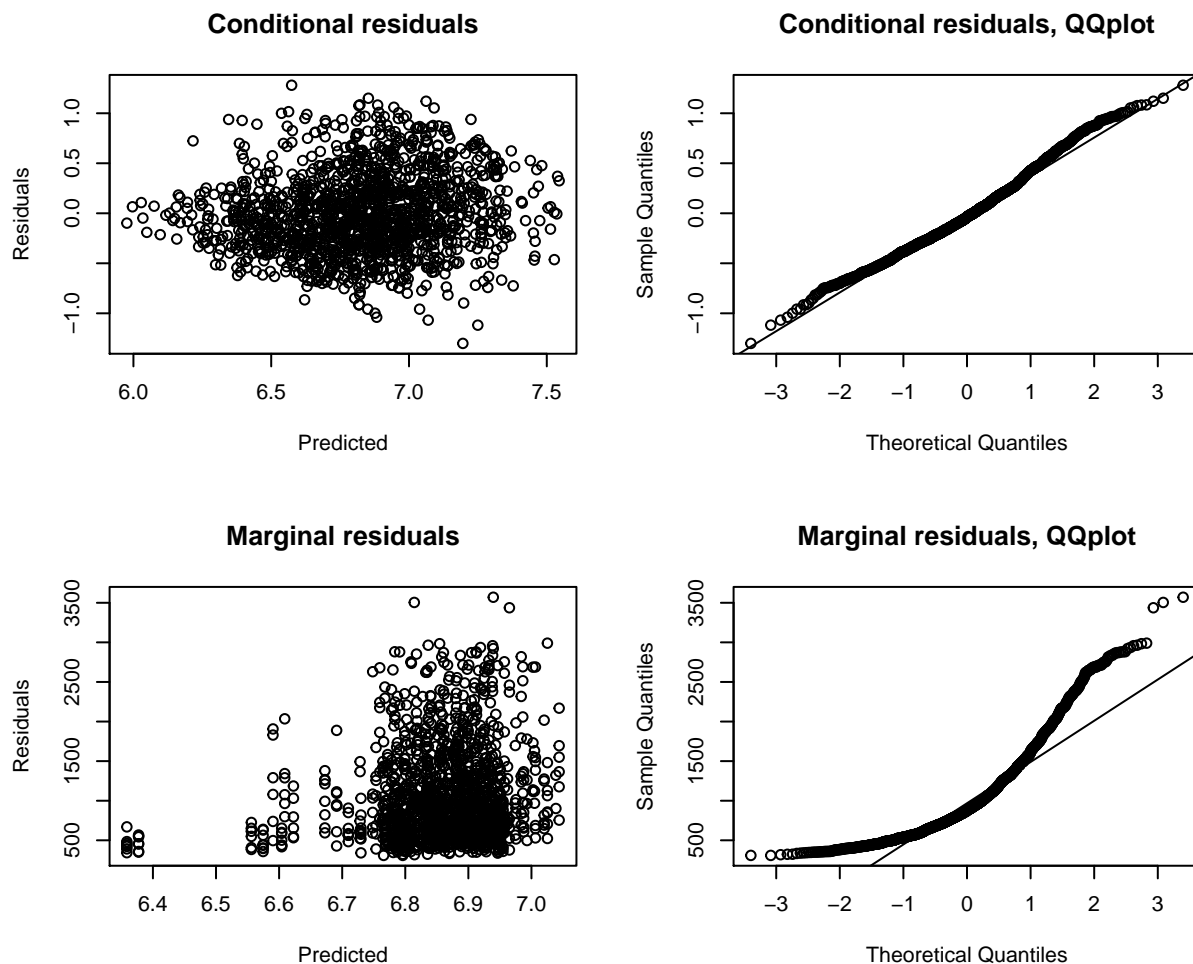 Conditional residuals
Residuals
1.0
0.5
0.0
−1.0
6.0 6.5 7.0 7.5
Predicted
Conditional residuals, QQplot
Sample Quantiles
1.0
0.5
0.0
−1.0
−3 −2 −1 0 1 2 3
Theoretical Quantiles
Marginal residuals
Residuals
3500
2500
1500
500
6.4 6.5 6.6 6.7 6.8 6.9 7.0
Predicted
Marginal residuals, QQplot
Sample Quantiles
3500
2500
1500
500
−3 −2 −1 0 1 2 3
Theoretical Quantiles